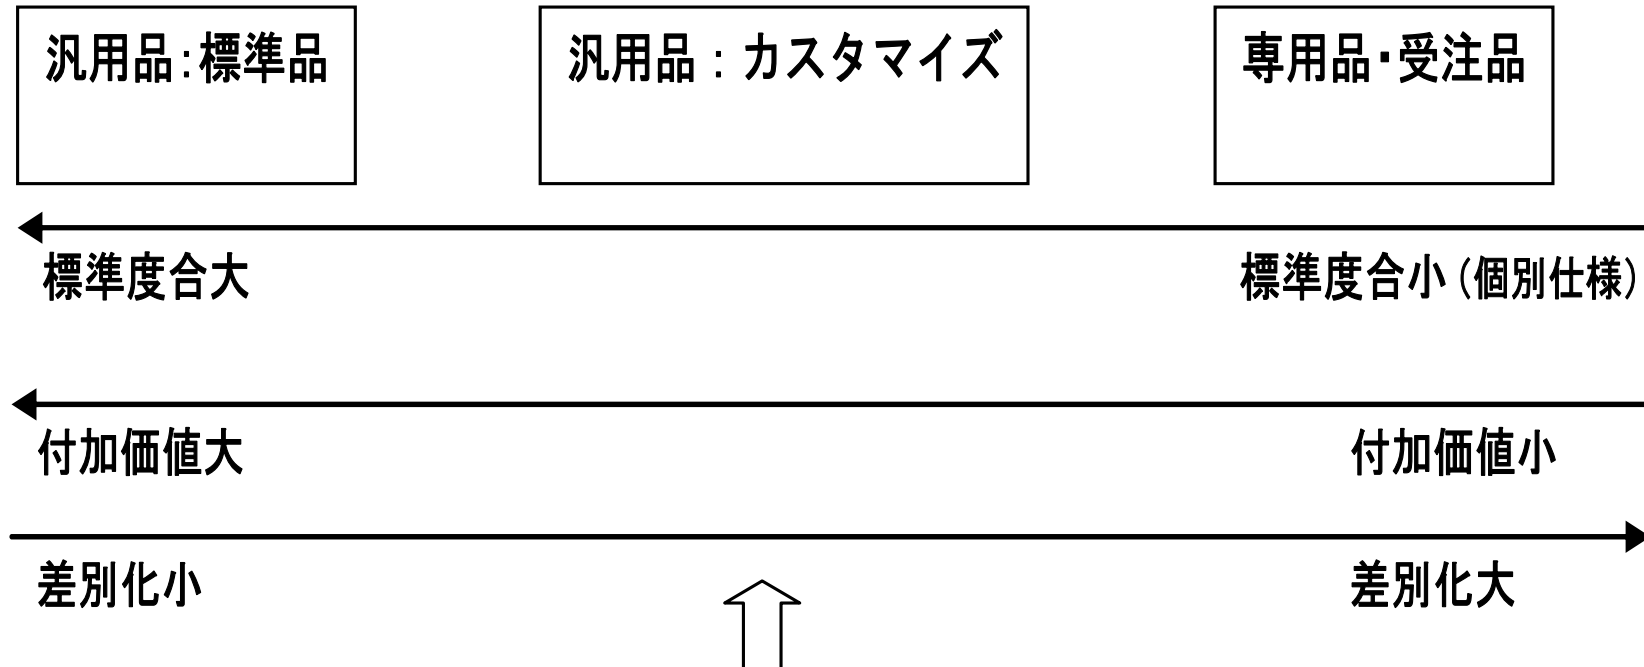 汎用品:標準品
汎用品：カスタマイズ
専用品・受注品
標準度合大
標準度合小（個別仕様）
付加価値大
付加価値小
差別化小
差別化大